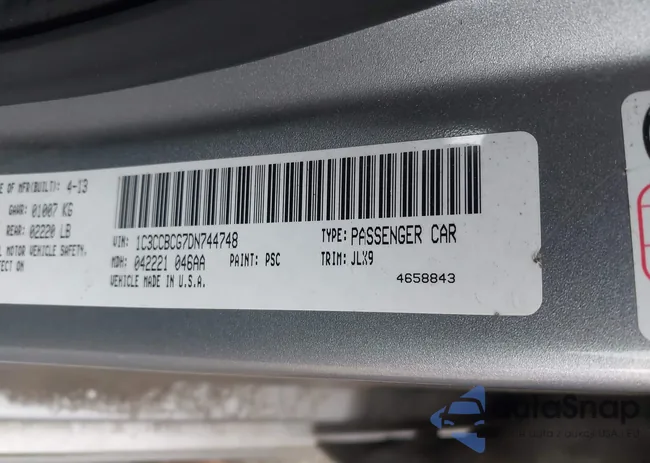 E OF MFR(BUILT): 4-13
GAWR: 01007 KG
REAR: 02220 LB
L MOTOR VEHICLE SAFETY.
FECT ON
VIN: 1C3CCBCG7DN744748
TYPE: PASSENGER CAR
MDH: 042221 046AA
PAINT: PSC
TRIM: JLX9
VEHICLE MADE IN U.S.A.
4658843
AutoSnap